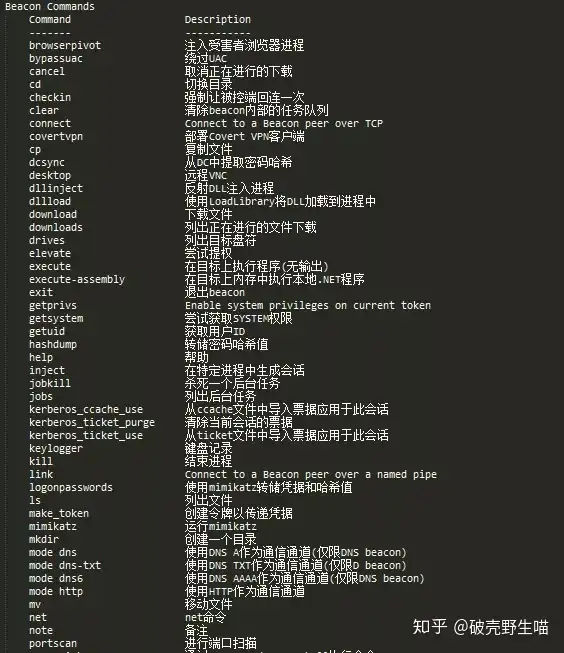 Beacon Commands
Command Description
------- -----------
browserpivot 注入受害者浏览器进程
bypassuac 绕过UAC
cancel 取消正在进行的下载
cd 切换目录
checkin 强制让被控端回连一次
clear 清除beacon内部的任务队列
connect Connect to a Beacon peer over TCP
covertvpn 部署Covert VPN客户端
cp 复制文件
dcsync 从DC中提取密码哈希
desktop 远程VNC
dllinject 反射DLL注入进程
dllload 使用LoadLibrary将DLL加载到进程中
download 下载文件
downloads 列出正在进行的文件下载
drives 列出目标盘符
elevate 尝试提权
execute 在目标上执行程序(无输出)
execute-assembly 在目标上内存中执行本地.NET程序
exit 退出beacon
getprivs Enable system privileges on current token
getsystem 尝试获取SYSTEM权限
getuid 获取用户ID
hashdump 转储密码哈希值
help 帮助
inject 在特定进程中生成会话
jobkill 杀死一个后台任务
jobs 列出后台任务
kerberos_ccache_use 从ccache文件中导入票据应用于此会话
kerberos_ticket_purge 清除当前会话的票据
kerberos_ticket_use 从ticket文件中导入票据应用于此会话
keylogger 键盘记录
kill 结束进程
link Connect to a Beacon peer over a named pipe
logonpasswords 使用mimikatz转储凭据和哈希值
ls 列出文件
make_token 创建令牌以传递凭据
mimikatz 运行mimikatz
mkdir 创建一个目录
mode dns 使用DNS A作为通信通道(仅限DNS beacon)
mode dns-txt 使用DNS TXT作为通信通道(仅限D beacon)
mode dns6 使用DNS AAAA作为通信通道(仅限DNS beacon)
mode http 使用HTTP作为通信通道
mv 移动文件
net net命令
note 备注
portscan 进行端口扫描
知乎 @破壳野生喵